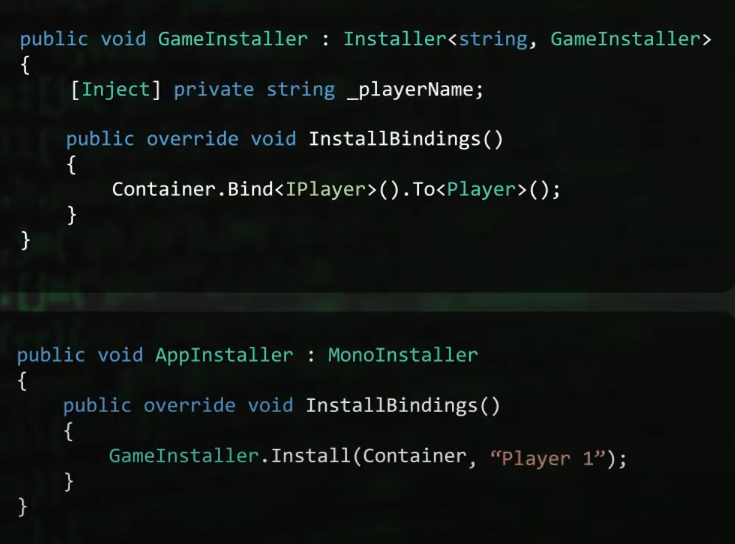 public void GameInstaller : Installer<string, GameInstaller>
{
[Inject] private string _playerName;
public override void InstallBindings()
{
Container.Bind<IPlayer>().To<Player>();
}
}
public void AppInstaller : MonoInstaller
{
public override void InstallBindings()
{
GameInstaller.Install(Container, “Player 1”);
}
}